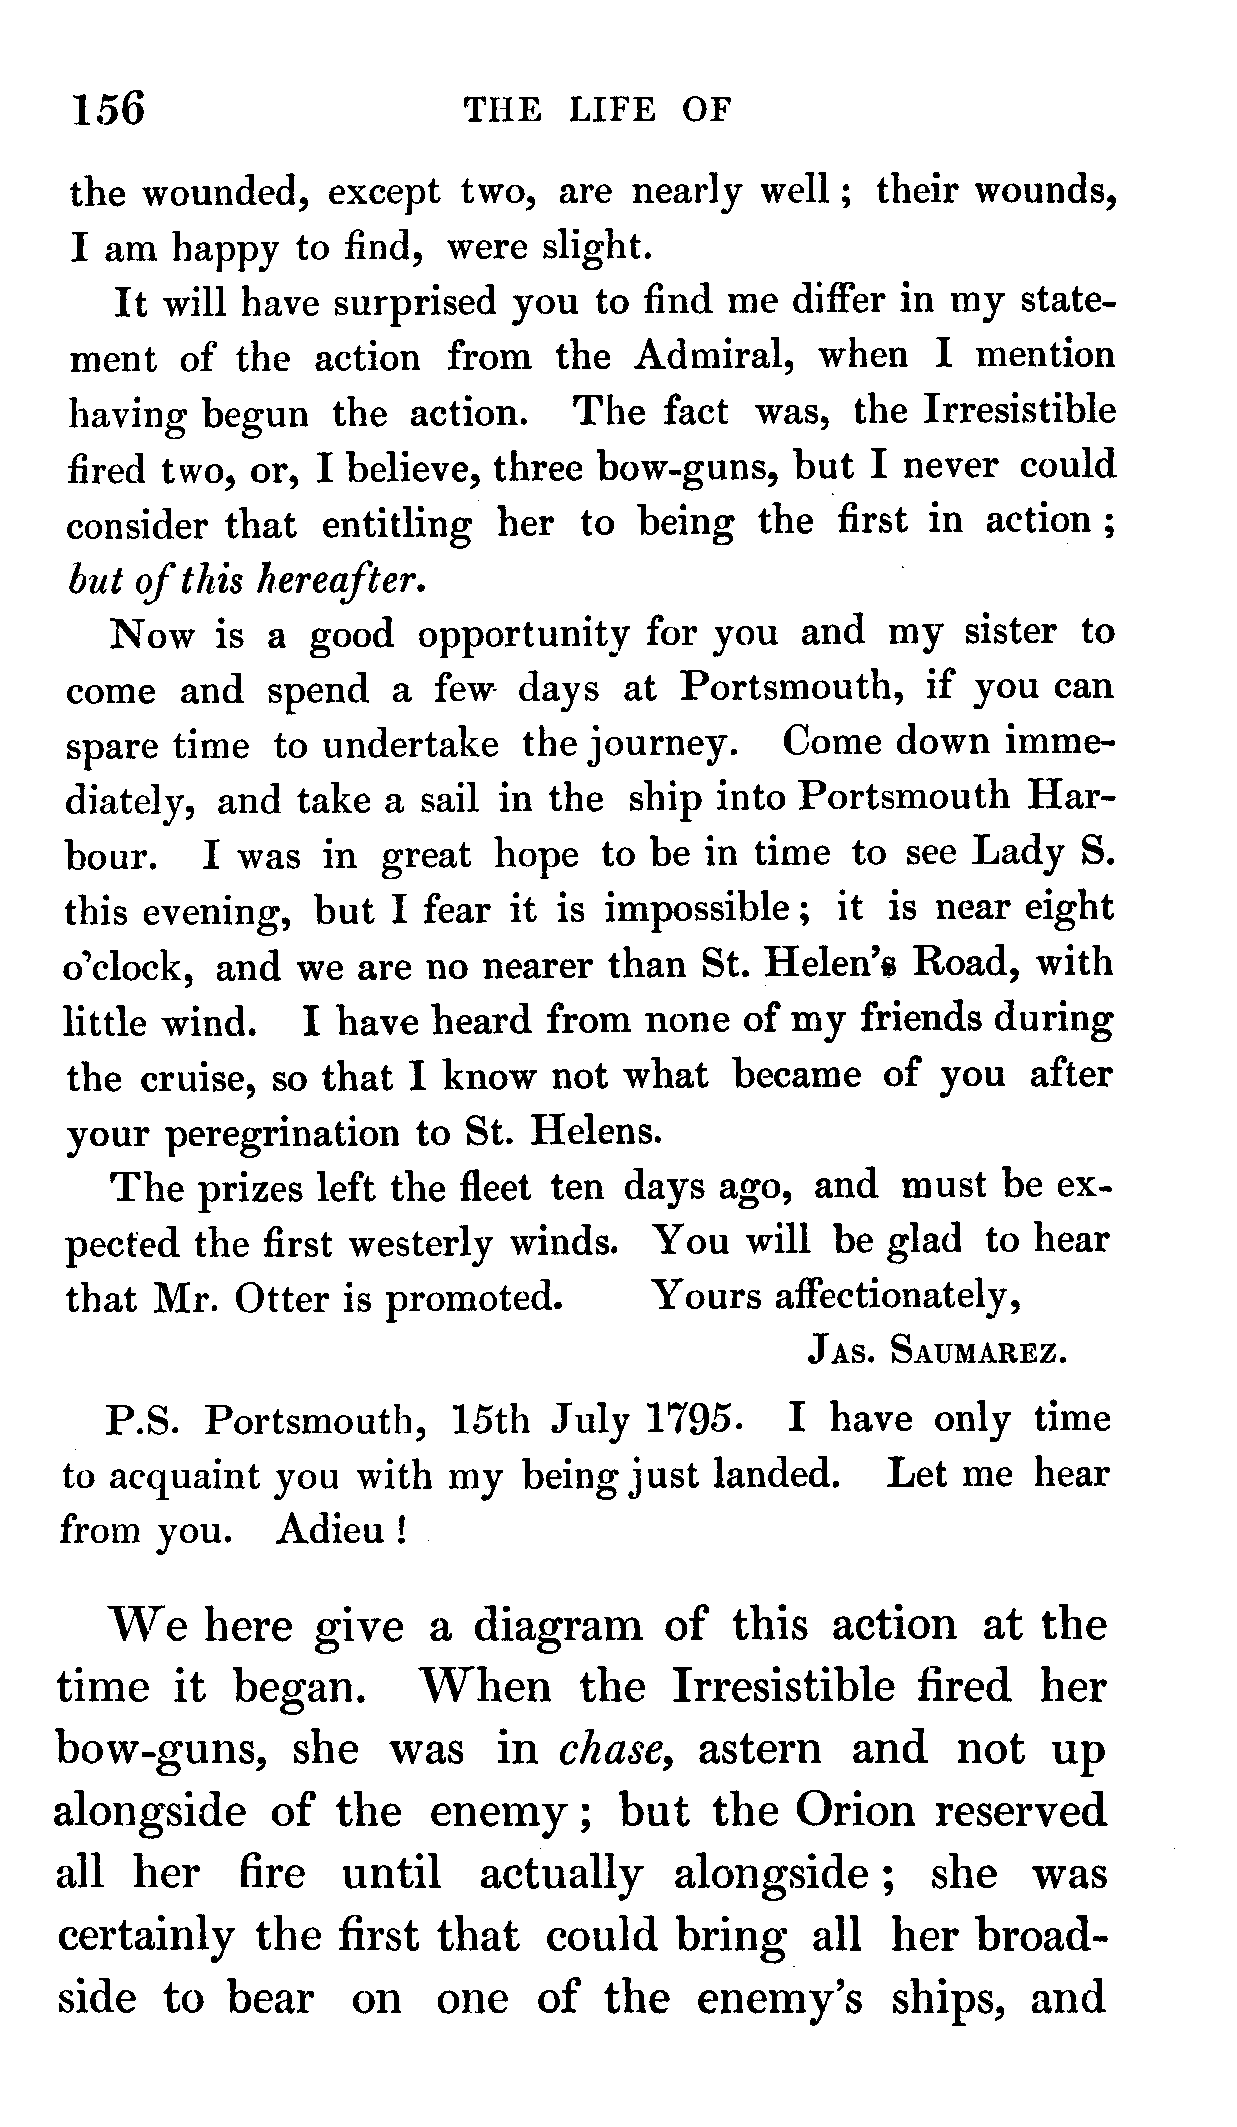 156 THE LIFE OF
the wounded, except two, are nearly well ; their wounds,
I am happy to find, were slight.
It will have surprised you to find me differ in my state-
ment of the action from the Admiral, when I mention
having begun the action. The fact was, the Irresistible
fired two, or, I believe, three bow-guns, but I never could
consider that entitling her to being the first in action ;
but of this hereafter.
Now is a good opportunity for you and my sister to
come and spend a few days at Portsmouth, if you can
spare time to undertake the journey. Come down imme-
diately, and take a sail in the ship into Portsmouth Har-
bour. I was in great hope to be in time to see Lady S.
this evening, but I fear it is impossible ; it is near eight
o'clock, and we are no nearer than St. Helen's Road, with
little wind. I have heard from none of my friends during
the cruise, so that I know not what became of you after
your peregrination to St. Helens.
The prizes left the fleet ten days ago, and must be ex-
pected the first westerly winds. You will be glad to hear
that Mr. Otter is promoted. Yours affectionately,
JAS. SAUMAREZ.
P.S. Portsmouth, 15th July 1795. I have only time
to acquaint you with my being just landed. Let me hear
from you. Adieu !
We here give a diagram of this action at the
time it began. When the Irresistible fired her
bow-guns, she was in chase, astern and not up
alongside of the enemy ; but the Orion reserved
all her fire until actually alongside ; she was
certainly the first that could bring all her broad-
side to bear on one of the enemy's ships, and